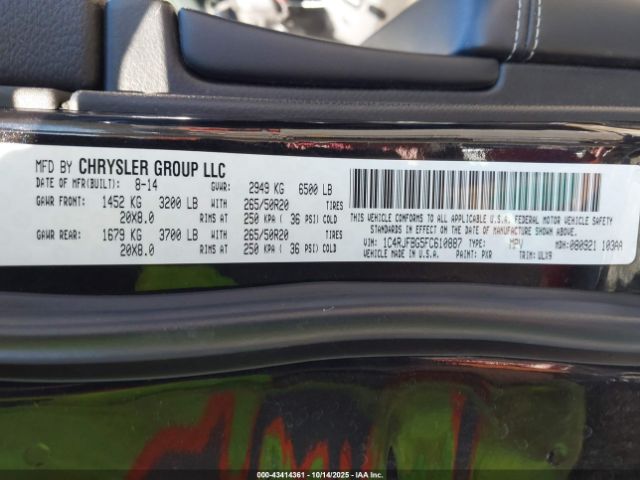 MFD BY CHRYSLER GROUP LLC
DATE OF MFR(BUILT): 8-14 GVWR: 2949 KG 6500 LB
GAWR FRONT: 1452 KG 3200 LB WITH 265/50R20 TIRES
20X8.0 RIMS AT 250 KPA ( 36 PSI) COLD
GAWR REAR: 1679 KG 3700 LB WITH 265/50R20 TIRES
20X8.0 RIMS AT 250 KPA ( 36 PSI) COLD
THIS VEHICLE CONFORMS TO ALL APPLICABLE U.S.A. FEDERAL MOTOR VEHICLE SAFETY
STANDARDS IN EFFECT ON THE DATE OF MANUFACTURE SHOWN ABOVE.
VIN: 1C4RJFBG5FC610887 TYPE: MPV MDH: 080921 103AA
VEHICLE MADE IN U.S.A. PAINT: PXR TRIM: ULX9
000-43414361 | 10/14/2025 | IAAI.com